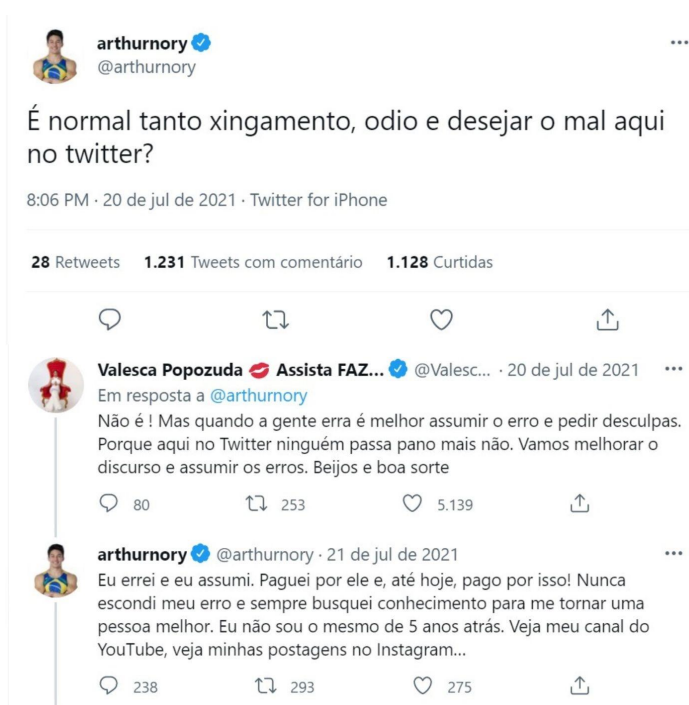 arthurnory
@arthurnory
É normal tanto xingamento, odio e desejar o mal aqui
no twitter?
8:06 PM · 20 de jul de 2021 · Twitter for iPhone
28 Retweets 1.231 Tweets com comentário 1.128 Curtidas
Valesca Popozuda 💋 Assista FAZ... @Valesc... · 20 de jul de 2021
Em resposta a @arthurnory
Não é ! Mas quando a gente erra é melhor assumir o erro e pedir desculpas.
Porque aqui no Twitter ninguém passa pano mais não. Vamos melhorar o
discurso e assumir os erros. Beijos e boa sorte
80 253 5.139
arthurnory @arthurnory · 21 de jul de 2021
Eu errei e eu assumi. Paguei por ele e, até hoje, pago por isso! Nunca
escondi meu erro e sempre busquei conhecimento para me tornar uma
pessoa melhor. Eu não sou o mesmo de 5 anos atrás. Veja meu canal do
YouTube, veja minhas postagens no Instagram...
238 293 275